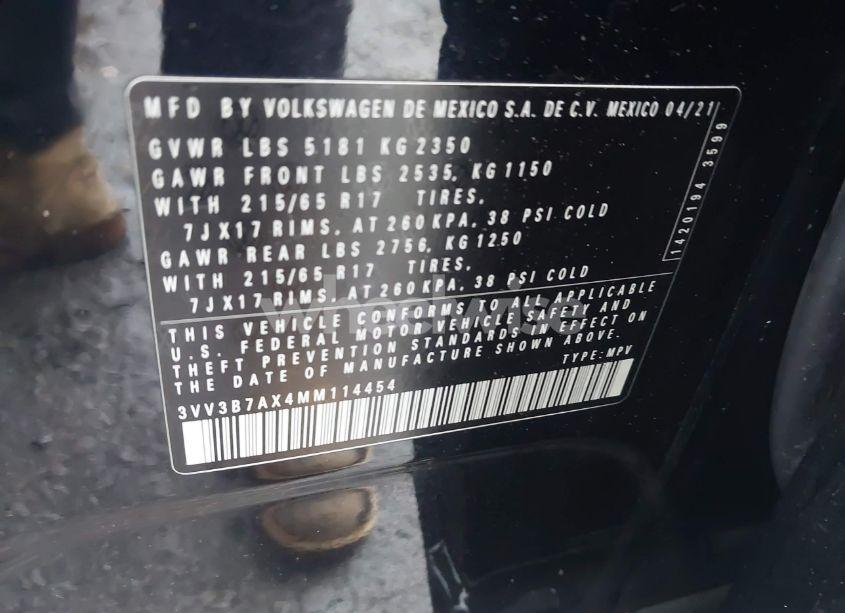 MFD BY VOLKSWAGEN DE MEXICO S.A. DE C.V. MEXICO 04/21
GVWR LBS 5181 KG 2350
GAWR FRONT LBS 2535, KG 1150
WITH 215/65 R17 TIRES,
7JX17 RIMS, AT 260 KPA, 38 PSI COLD
GAWR REAR LBS 2756, KG 1250
WITH 215/65 R17 TIRES,
7JX17 RIMS, AT 260 KPA, 38 PSI COLD
THIS VEHICLE CONFORMS TO ALL APPLICABLE
U.S. FEDERAL MOTOR VEHICLE SAFETY AND
THEFT PREVENTION STANDARDS IN EFFECT ON
THE DATE OF MANUFACTURE SHOWN ABOVE.
TYPE: MPV
3VV3B7AX4MM114454
1420194 3599